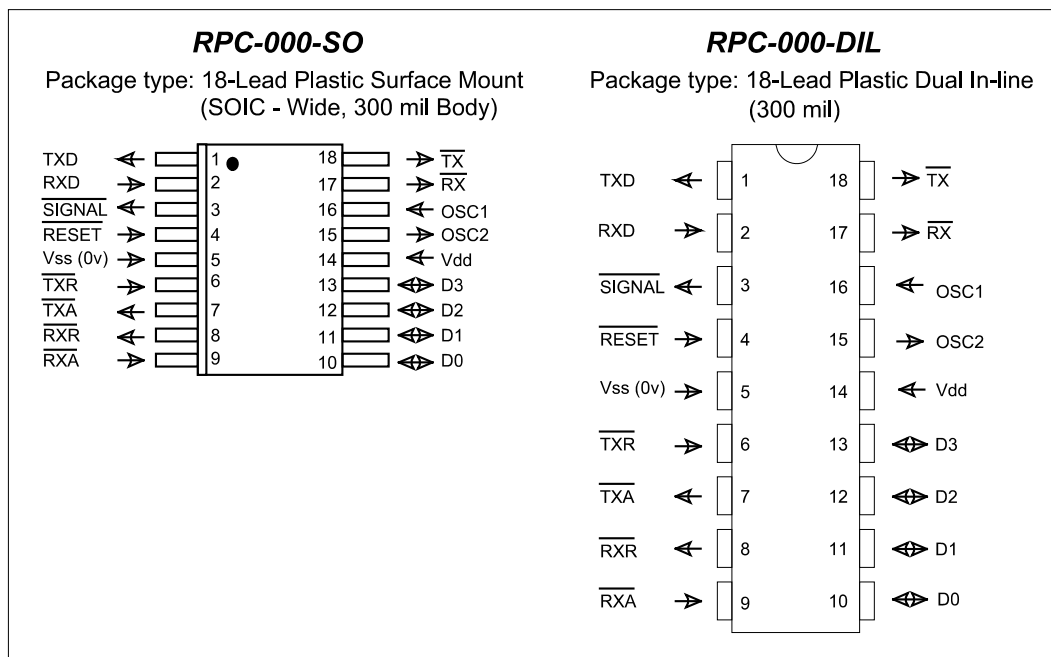 RPC-000-SO
Package type: 18-Lead Plastic Surface Mount
(SOIC - Wide, 300 mil Body)
TXD 1 18 TX
RXD 2 17 RX
SIGNAL 3 16 OSC1
RESET 4 15 OSC2
Vss (0v) 5 14 Vdd
TXR 6 13 D3
TXA 7 12 D2
RXR 8 11 D1
RXA 9 10 D0
RPC-000-DIL
Package type: 18-Lead Plastic Dual In-line
(300 mil)
TXD 1 18 TX
RXD 2 17 RX
SIGNAL 3 16 OSC1
RESET 4 15 OSC2
Vss (0v) 5 14 Vdd
TXR 6 13 D3
TXA 7 12 D2
RXR 8 11 D1
RXA 9 10 D0